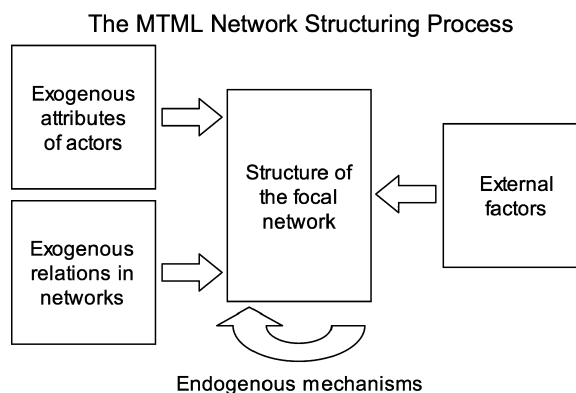 The MTML Network Structuring Process
Exogenous
attributes
of actors
Structure of
the focal
network
External
factors
Exogenous
relations in
networks
Endogenous mechanisms